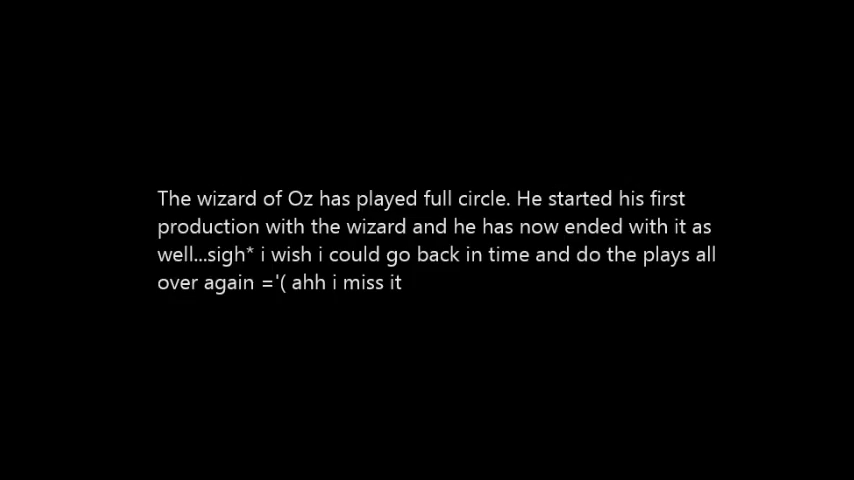 The wizard of Oz has played full circle. He started his first
production with the wizard and he has now ended with it as
well...sigh* i wish i could go back in time and do the plays all
over again ='( ahh i miss it